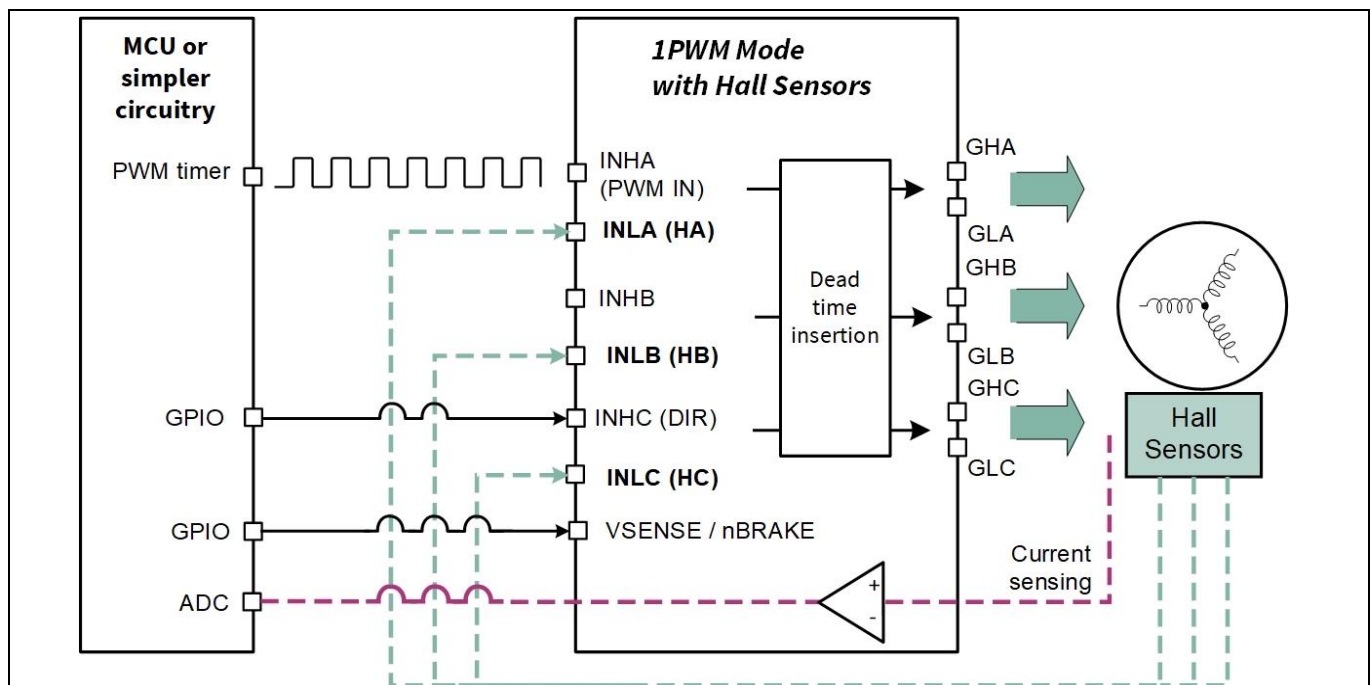 MCU or
simpler
circuitry
PWM timer
GPIO
GPIO
ADC
1PWM Mode
with Hall Sensors
INHA
(PWM IN)
INLA (HA)
INHB
INLB (HB)
INHC (DIR)
INLC (HC)
VSENSE / nBRAKE
Dead
time
insertion
+
-
GHA
GLA
GHB
GLB
GHC
GLC
Current
sensing
Hall
Sensors